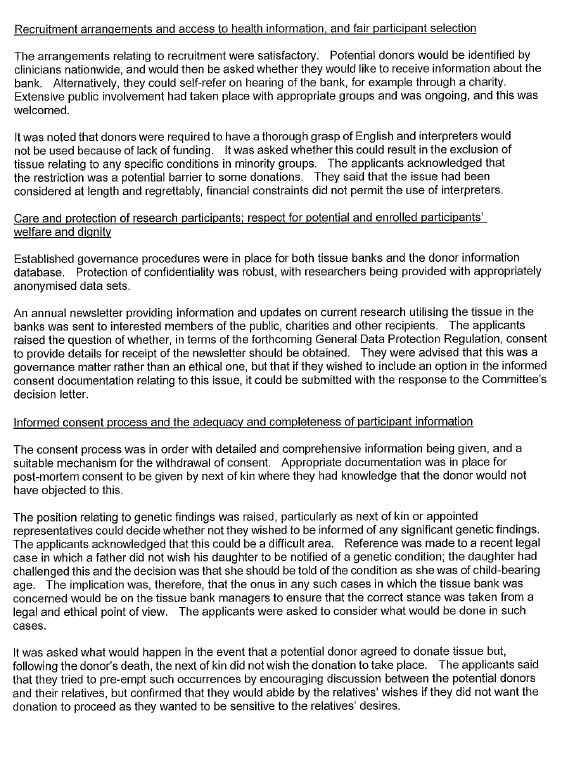 Recruitment arrangements and access to health information, and fair participant selection
The arrangements relating to recruitment were satisfactory. Potential donors would be identified by
clinicians nationwide, and would then be asked whether they would like to receive information about the
bank. Alternatively, they could self-refer on hearing of the bank, for example through a charity.
Extensive public involvement had taken place with appropriate groups and was ongoing, and this was
welcomed.
It was noted that donors were required to have a thorough grasp of English and interpreters would
not be used because of lack of funding. It was asked whether this could result in the exclusion of
tissue relating to any specific conditions in minority groups. The applicants acknowledged that
the restriction was a potential barrier to some donations. They said that the issue had been
considered at length and regrettably, financial constraints did not permit the use of interpreters.
Care and protection of research participants; respect for potential and enrolled participants'
welfare and dignity
Established governance procedures were in place for both tissue banks and the donor information
database. Protection of confidentiality was robust, with researchers being provided with appropriately
anonymised data sets.
An annual newsletter providing information and updates on current research utilising the tissue in the
banks was sent to interested members of the public, charities and other recipients. The applicants
raised the question of whether, in terms of the forthcoming General Data Protection Regulation, consent
to provide details for receipt of the newsletter should be obtained. They were advised that this was a
governance matter rather than an ethical one, but that if they wished to include an option in the informed
consent documentation relating to this issue, it could be submitted with the response to the Committee's
decision letter.
Informed consent process and the adequacy and completeness of participant information
The consent process was in order with detailed and comprehensive information being given, and a
suitable mechanism for the withdrawal of consent. Appropriate documentation was in place for
post-mortem consent to be given by next of kin where they had knowledge that the donor would not
have objected to this.
The position relating to genetic findings was raised, particularly as next of kin or appointed
representatives could decide whether not they wished to be informed of any significant genetic findings.
The applicants acknowledged that this could be a difficult area. Reference was made to a recent legal
case in which a father did not wish his daughter to be notified of a genetic condition; the daughter had
challenged this and the decision was that she should be told of the condition as she was of child-bearing
age. The implication was, therefore, that the onus in any such cases in which the tissue bank was
concerned would be on the tissue bank managers to ensure that the correct stance was taken from a
legal and ethical point of view. The applicants were asked to consider what would be done in such
cases.
It was asked what would happen in the event that a potential donor agreed to donate tissue but,
following the donor's death, the next of kin did not wish the donation to take place. The applicants said
that they tried to pre-empt such occurrences by encouraging discussion between the potential donors
and their relatives, but confirmed that they would abide by the relatives' wishes if they did not want the
donation to proceed as they wanted to be sensitive to the relatives' desires.